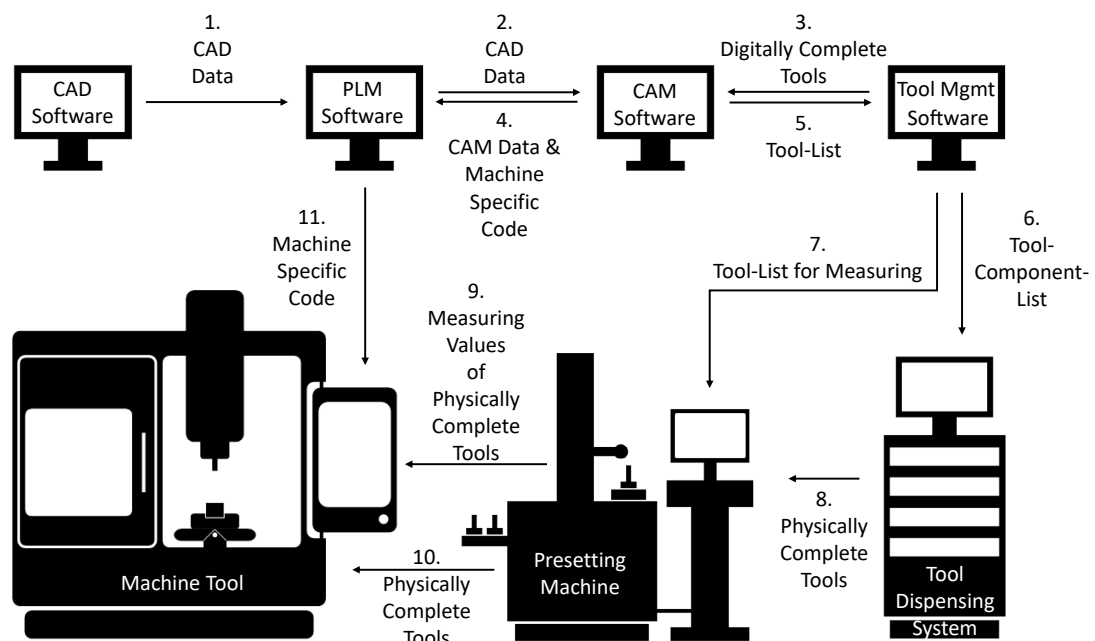 1.
CAD
Data
2.
CAD
Data
3.
Digitally Complete
Tools
CAD
Software
PLM
Software
CAM
Software
Tool Mgmt
Software
4.
CAM Data &
Machine
Specific
Code
5.
Tool-List
11.
Machine
Specific
Code
6.
Tool-
Component-
List
7.
Tool-List for Measuring
9.
Measuring
Values
of
Physically
Complete
Tools
8.
Physically
Complete
Tools
10.
Physically
Complete
Tools
Machine Tool
Presetting
Machine
Tool
Dispensing
System